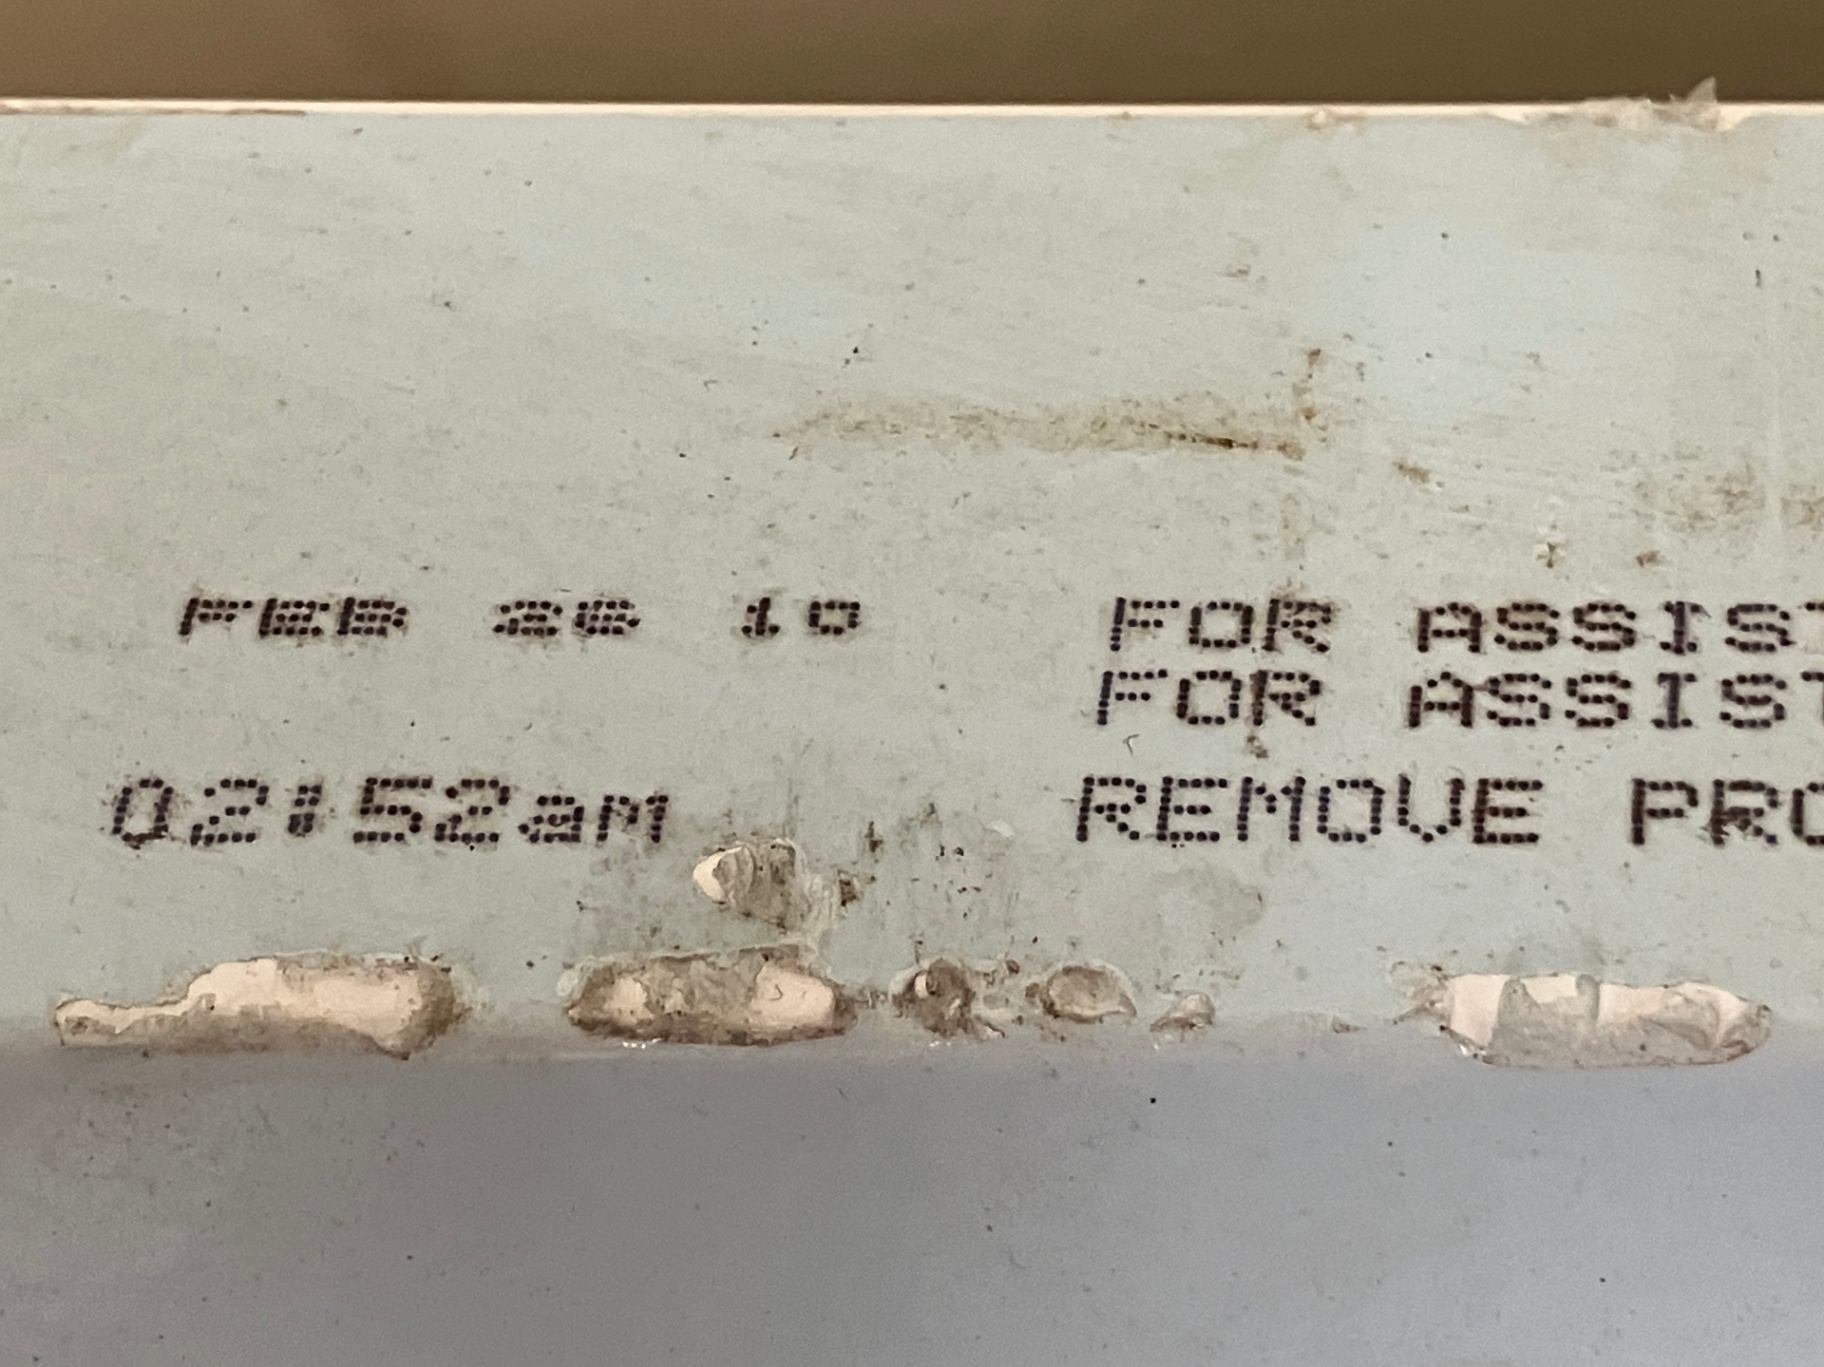 FEB 26 10 FOR ASSIST
FOR ASSIST
02:52am REMOVE PRO